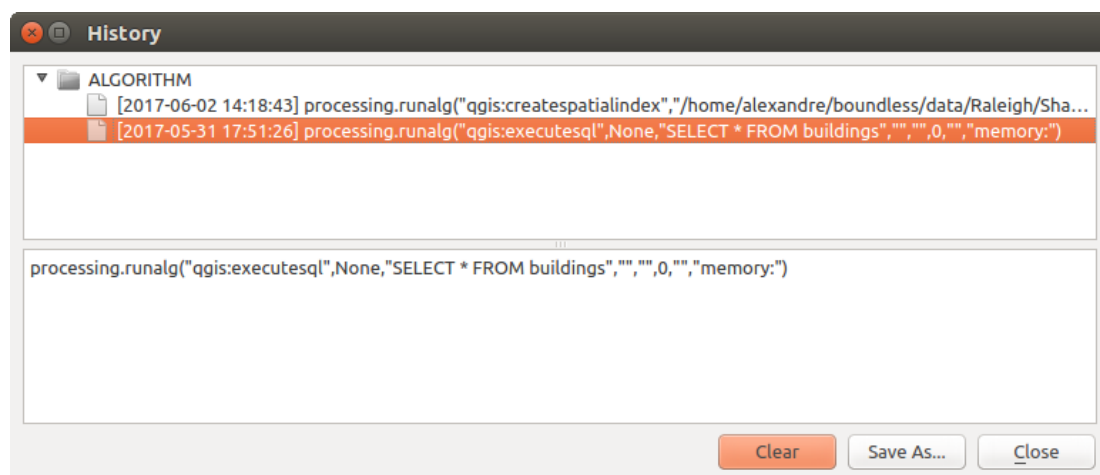 History
ALGORITHM
[2017-06-02 14:18:43] processing.runalg("qgis:createspatialindex","/home/alexandre/boundless/data/Raleigh/Sha...
[2017-05-31 17:51:26] processing.runalg("qgis:executesql",None,"SELECT * FROM buildings","","",0,"","memory:")
processing.runalg("qgis:executesql",None,"SELECT * FROM buildings","","",0,"","memory:")
Clear Save As... Close